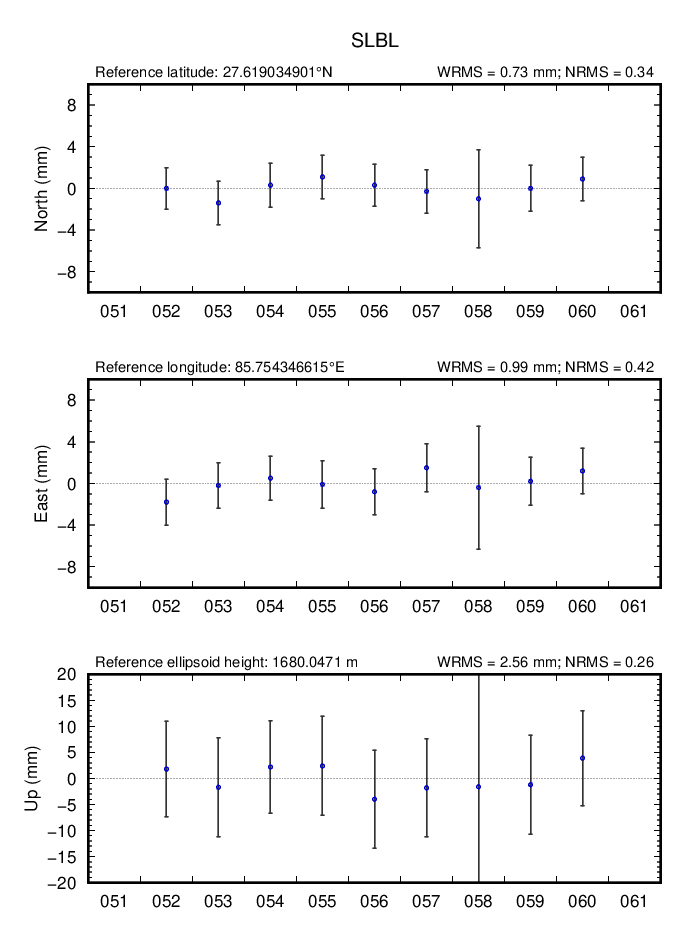 SLBL
Reference latitude: 27.619034901°N WRMS = 0.73 mm; NRMS = 0.34
8
4
0
−4
−8
North (mm)
051 052 053 054 055 056 057 058 059 060 061
Reference longitude: 85.754346615°E WRMS = 0.99 mm; NRMS = 0.42
8
4
0
−4
−8
East (mm)
051 052 053 054 055 056 057 058 059 060 061
Reference ellipsoid height: 1680.0471 m WRMS = 2.56 mm; NRMS = 0.26
20
15
10
5
0
−5
−10
−15
−20
Up (mm)
051 052 053 054 055 056 057 058 059 060 061